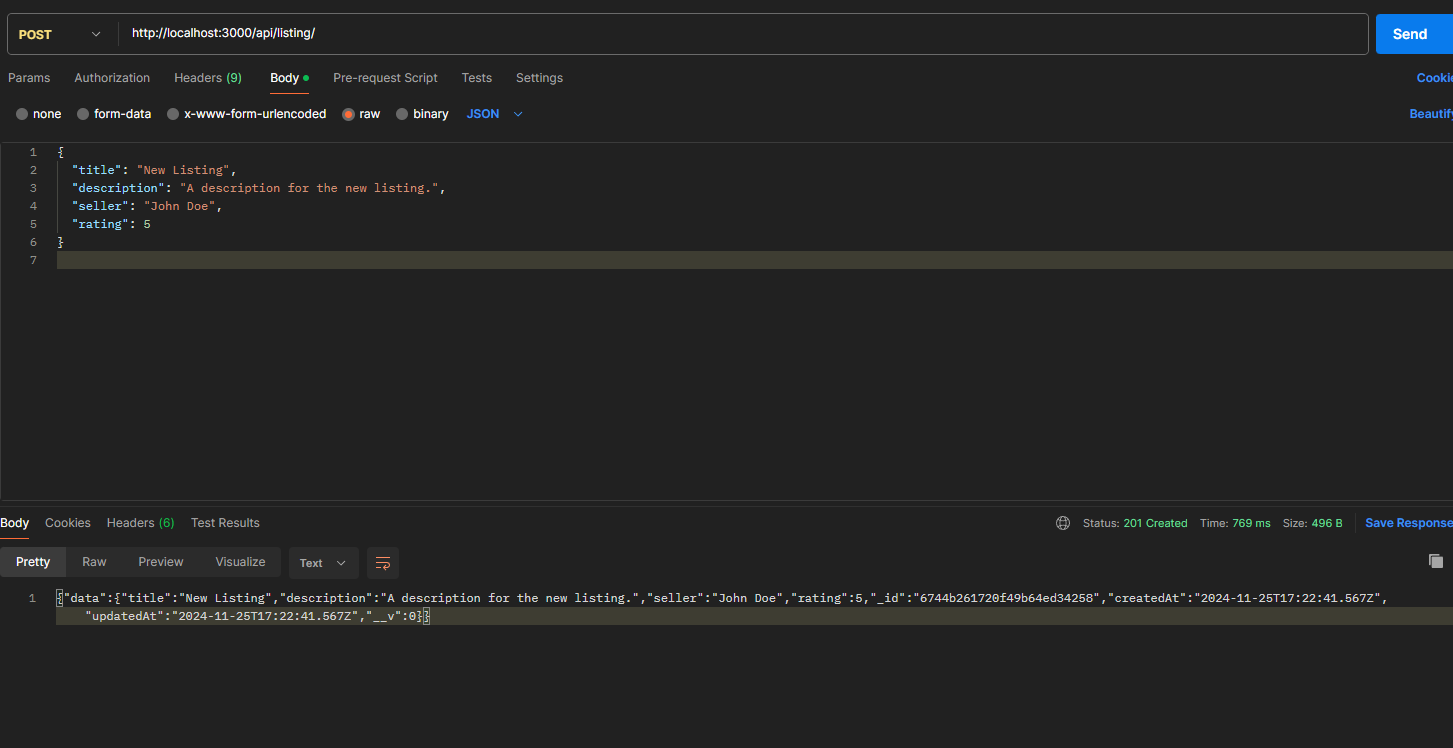 POST http://localhost:3000/api/listing/ Send
Params Authorization Headers (9) Body Pre-request Script Tests Settings Cookie
none form-data x-www-form-urlencoded raw binary JSON Beautify
1 {
2 "title": "New Listing",
3 "description": "A description for the new listing.",
4 "seller": "John Doe",
5 "rating": 5
6 }
7
Body Cookies Headers (6) Test Results Status: 201 Created Time: 769 ms Size: 496 B Save Response
Pretty Raw Preview Visualize Text
1 {"data":{"title":"New Listing","description":"A description for the new listing.","seller":"John Doe","rating":5,"_id":"6744b261720f49b64ed34258","createdAt":"2024-11-25T17:22:41.567Z",
"updatedAt":"2024-11-25T17:22:41.567Z","__v":0}}